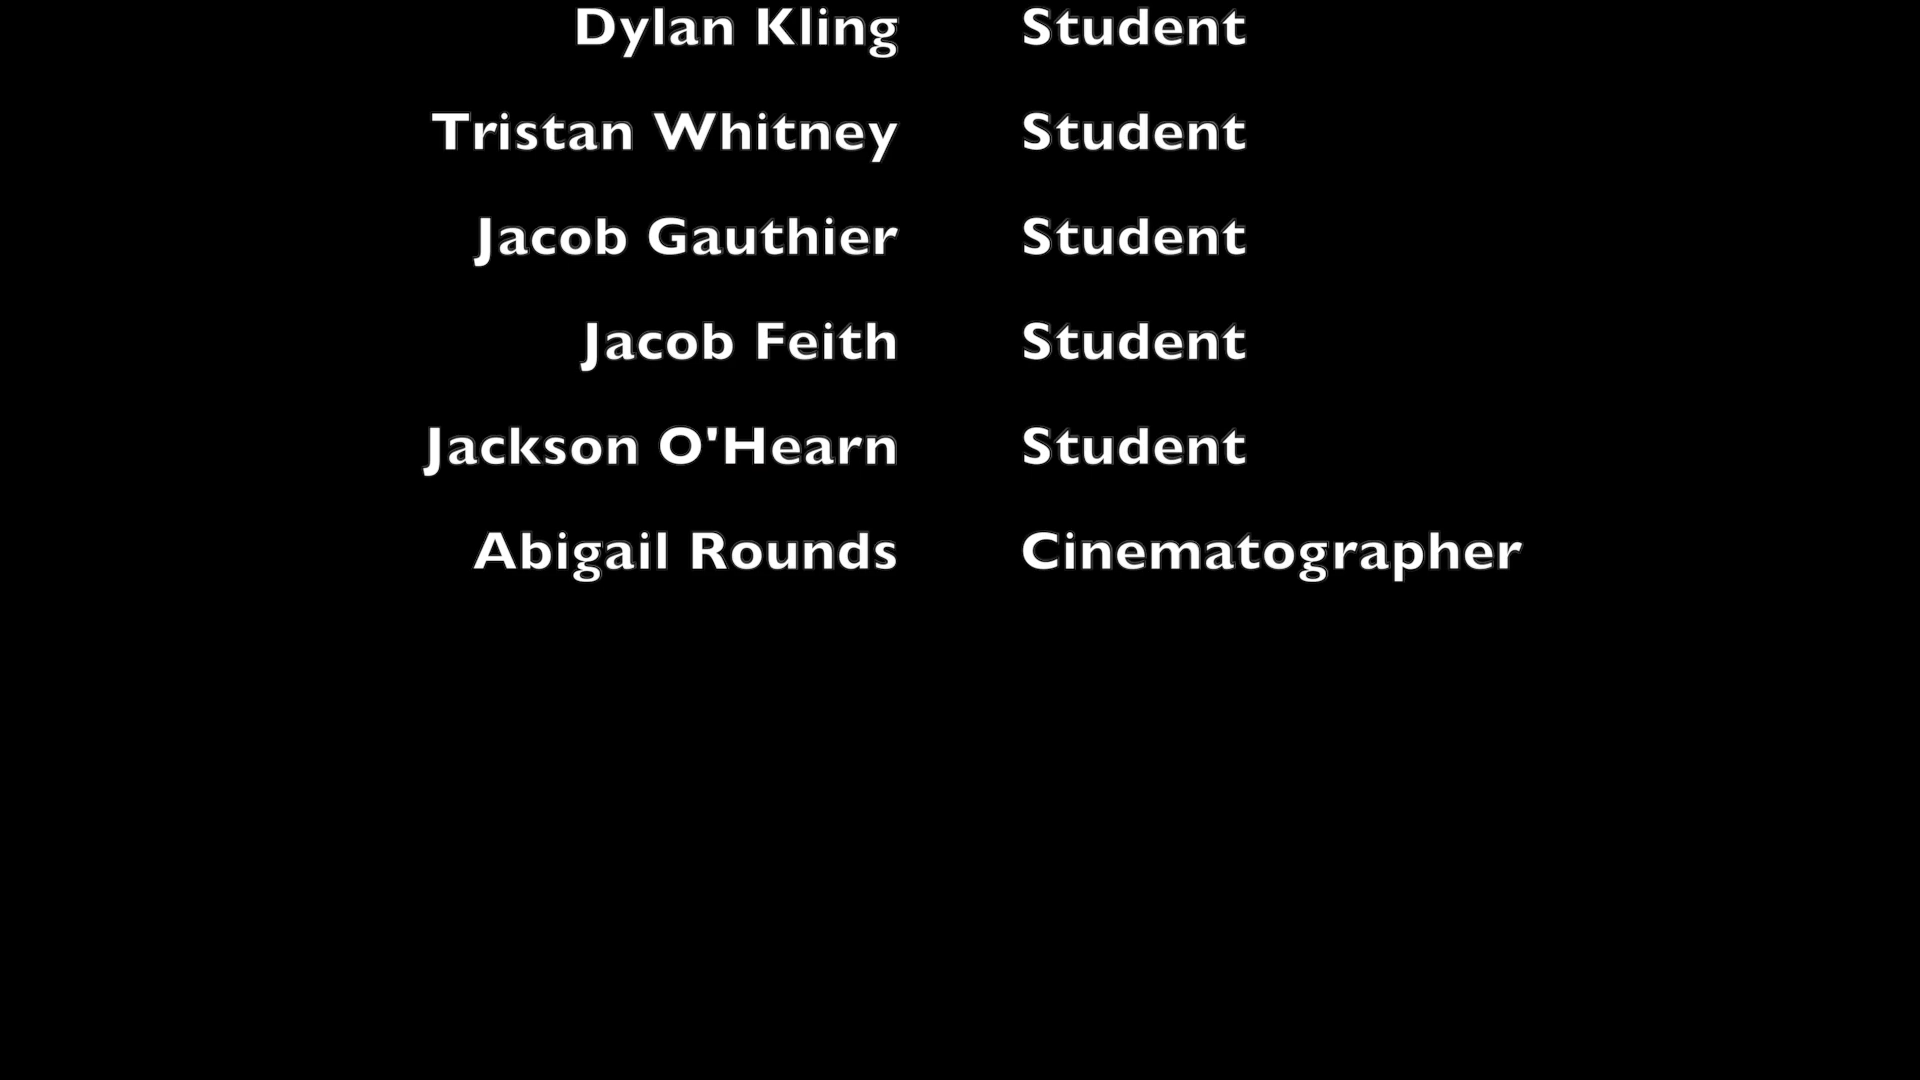 Dylan Kling Student
Tristan Whitney Student
Jacob Gauthier Student
Jacob Feith Student
Jackson O'Hearn Student
Abigail Rounds Cinematographer